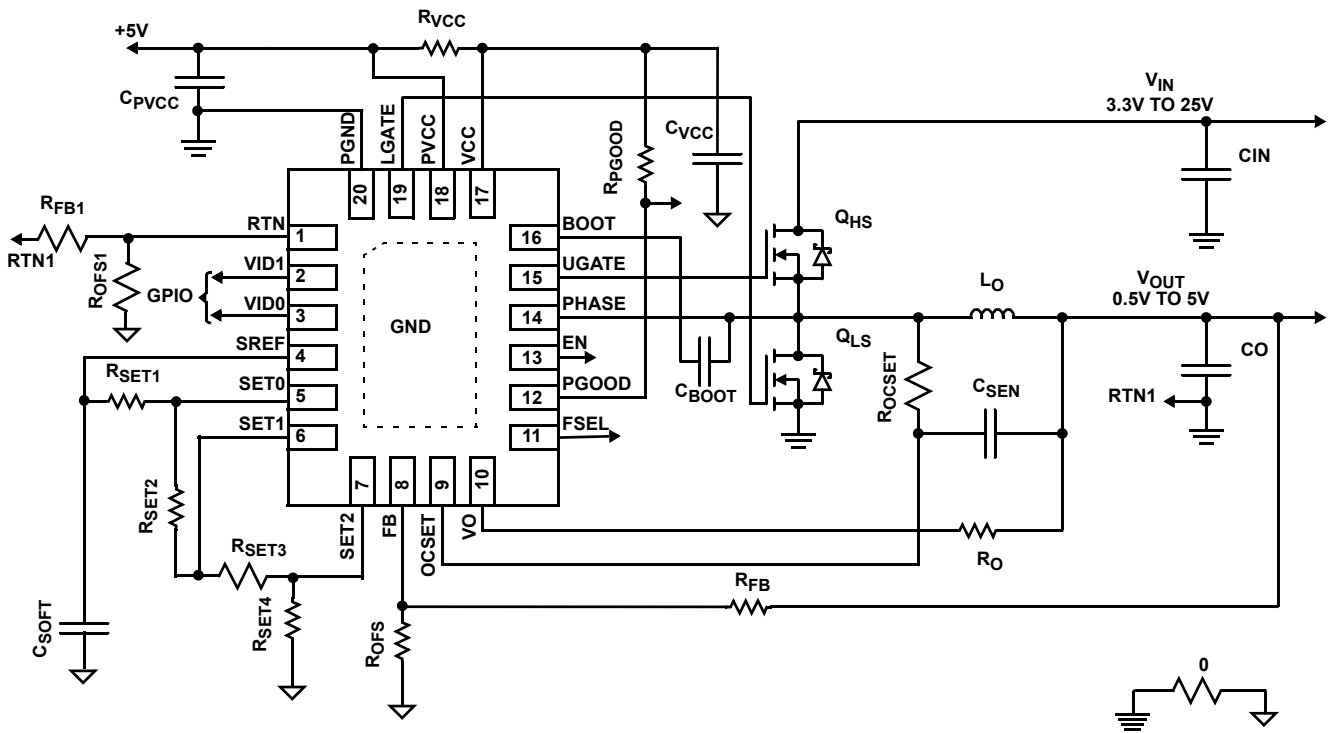 +5V
RVCC
CPVCC
PGND
LGATE
PVCC
VCC
20
19
18
17
RPGOOD
CVCC
VIN
3.3V TO 25V
CIN
RFB1
RTN1
ROFS1
GPIO
RTN
1
VID1
2
VID0
3
SREF
4
SET0
5
SET1
6
GND
16
BOOT
15
UGATE
14
PHASE
13
EN
12
PGOOD
11
FSEL
QHS
QLS
CBOOT
LO
VOUT
0.5V TO 5V
CO
RTN1
ROCSET
CSEN
RSET1
RSET2
RSET3
RSET4
CSOFT
7
8
9
10
SET2
FB
OCSET
VO
RO
RFB
ROFS
0